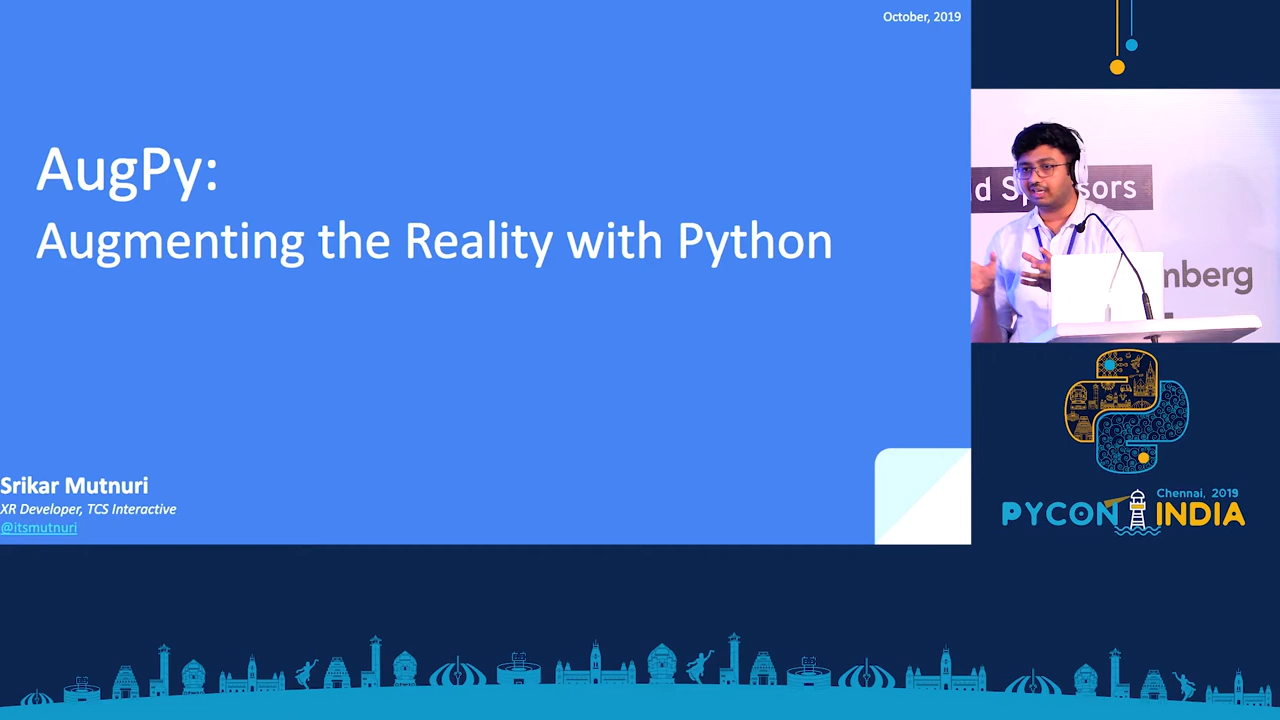 October, 2019
AugPy:
Augmenting the Reality with Python
Srikar Mutnuri
XR Developer, TCS Interactive
@itsmutnuri
Chennai, 2019
PYCON INDIA